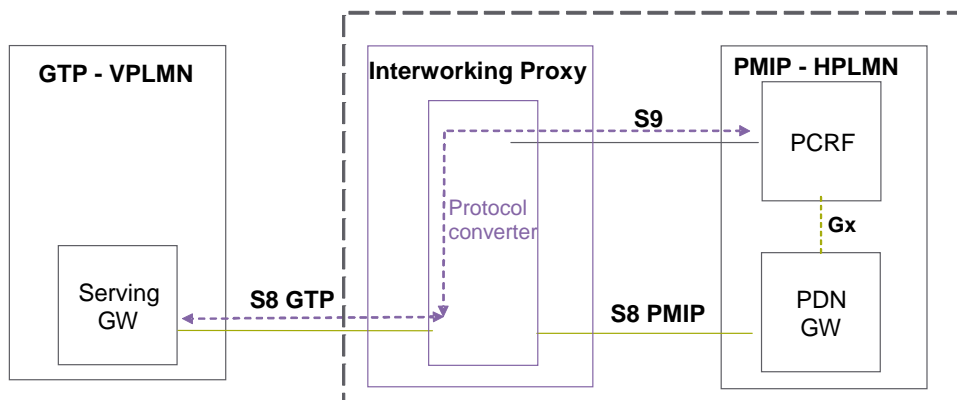 GTP - VPLMN
Interworking Proxy
PMIP - HPLMN
S9
PCRF
Protocol
converter
Gx
Serving
GW
S8 GTP
S8 PMIP
PDN
GW